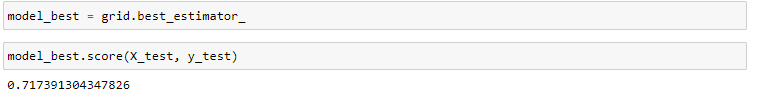 model_best = grid.best_estimator_
model_best.score(X_test, y_test)
0.717391304347826